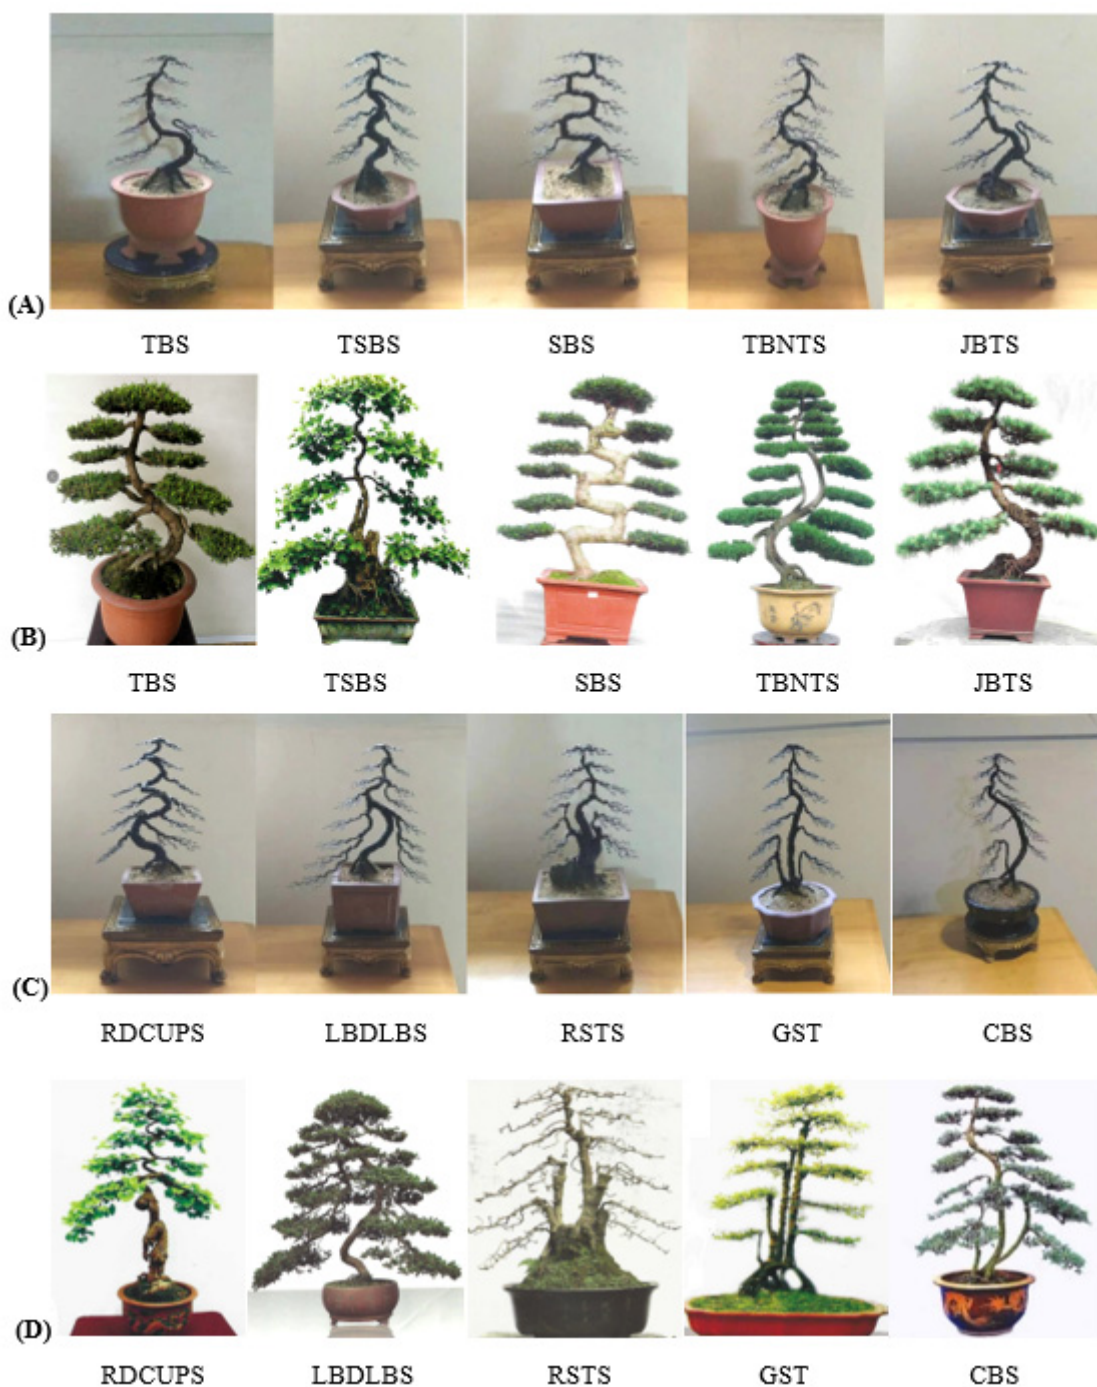 (A)
TBS TSBS SBS TBNTS JBTS
(B)
TBS TSBS SBS TBNTS JBTS
(C)
RDCUPS LBDLBS RSTS GST CBS
(D)
RDCUPS LBDLBS RSTS GST CBS